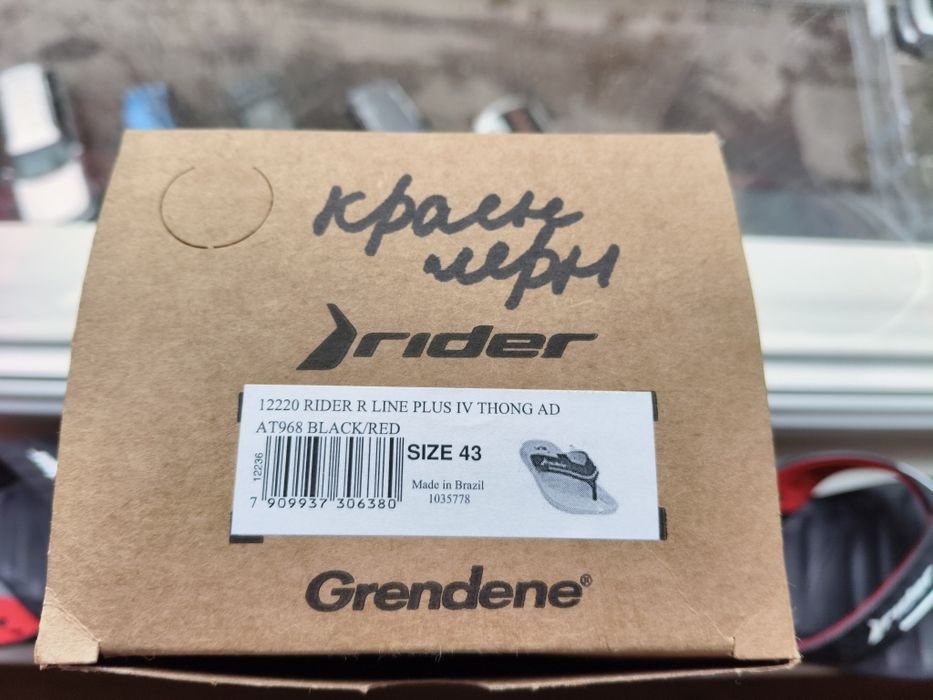 красн
черн
rider
12220 RIDER R LINE PLUS IV THONG AD
AT968 BLACK/RED
12236
SIZE 43
Made in Brazil
1035778
7 909937 306380
Grendene®